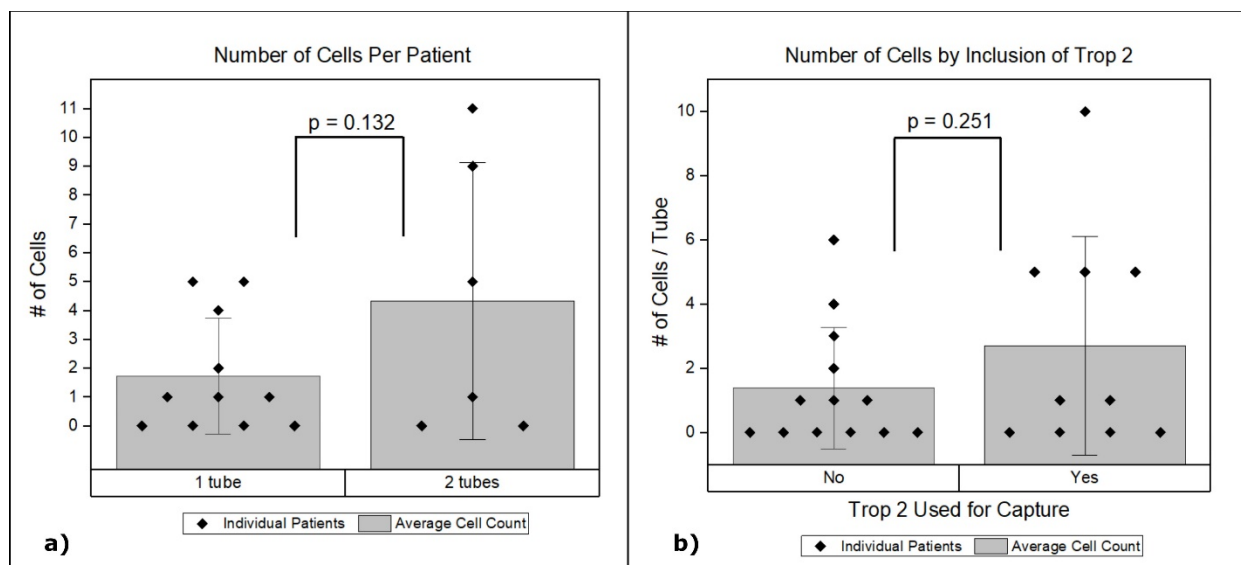 Number of Cells Per Patient
# of Cells
11
10
9
8
7
6
5
4
3
2
1
0
p = 0.132
1 tube
2 tubes
Individual Patients
Average Cell Count
a)
Number of Cells by Inclusion of Trop 2
# of Cells / Tube
10
8
6
4
2
0
p = 0.251
No
Yes
Trop 2 Used for Capture
Individual Patients
Average Cell Count
b)